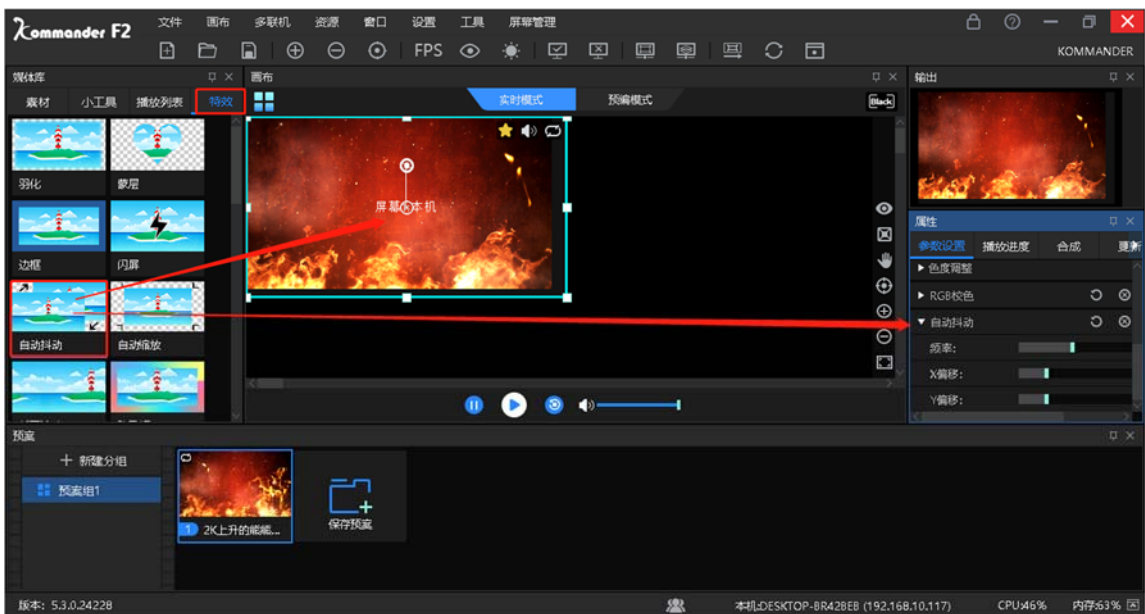 Kommander F2
文件 画布 多联机 资源 窗口 设置 工具 屏幕管理
FPS
KOMMANDER
媒体库
素材 小工具 播放列表 特效
羽化 蒙层
边框 闪屏
自动抖动 自动缩放
画布
实时模式 预编模式
Black
本机
输出
属性
参数设置 播放进度 合成 更新
色度调整
RGB校色
自动抖动
频率:
X偏移:
Y偏移:
预案
新建分组
预案组1
1 2K上升的能能...
保存预案
版本: 5.3.0.24228
本机:DESKTOP-BR42BEB (192.168.10.117) CPU:46% 内存:63%